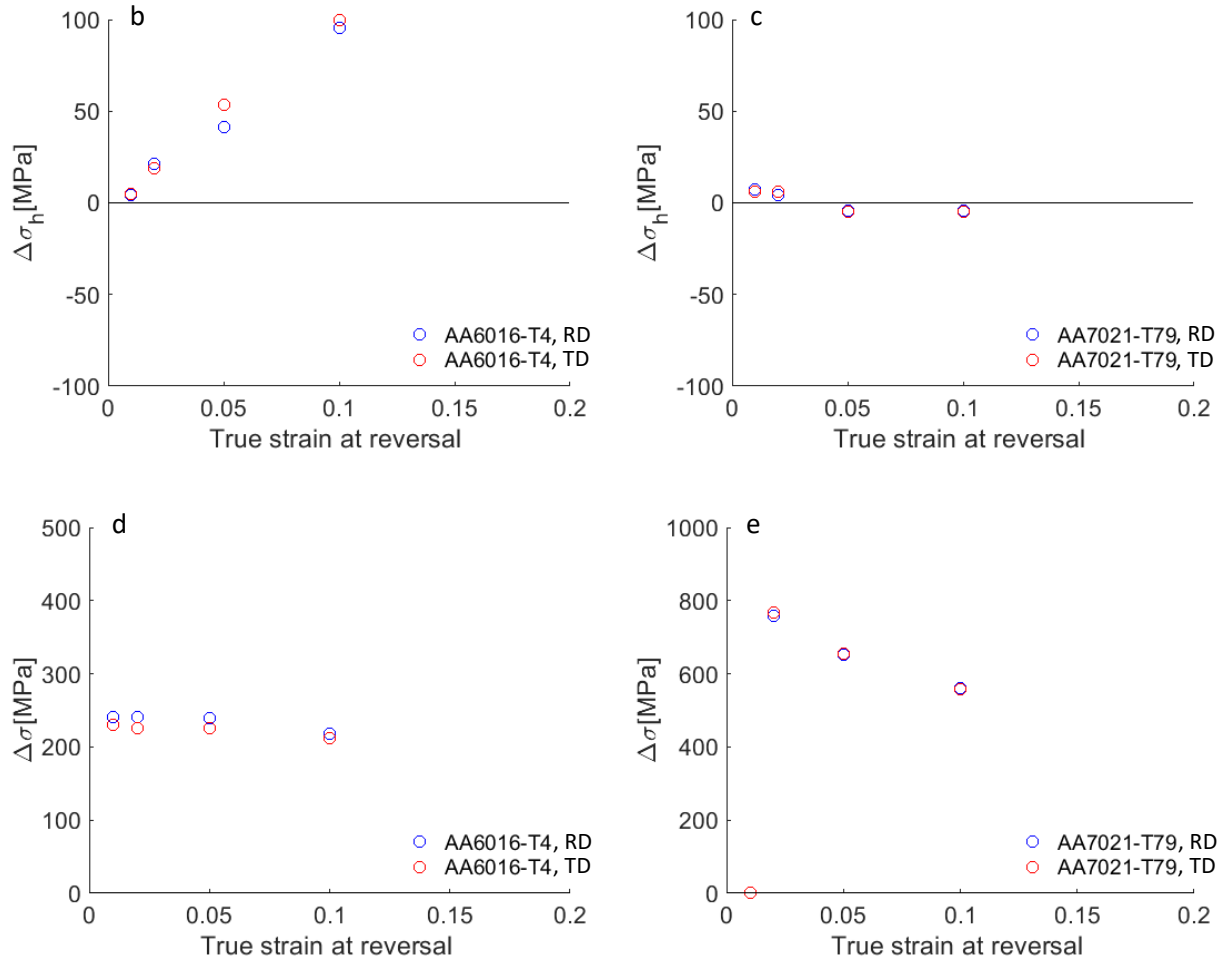 b
100
50
0
-50
-100
Δσh[MPa]
0 0.05 0.1 0.15 0.2
True strain at reversal
AA6016-T4, RD
AA6016-T4, TD
c
100
50
0
-50
-100
Δσh[MPa]
0 0.05 0.1 0.15 0.2
True strain at reversal
AA7021-T79, RD
AA7021-T79, TD
d
500
400
300
200
100
0
Δσ[MPa]
0 0.05 0.1 0.15 0.2
True strain at reversal
AA6016-T4, RD
AA6016-T4, TD
e
1000
800
600
400
200
0
Δσ[MPa]
0 0.05 0.1 0.15 0.2
True strain at reversal
AA7021-T79, RD
AA7021-T79, TD